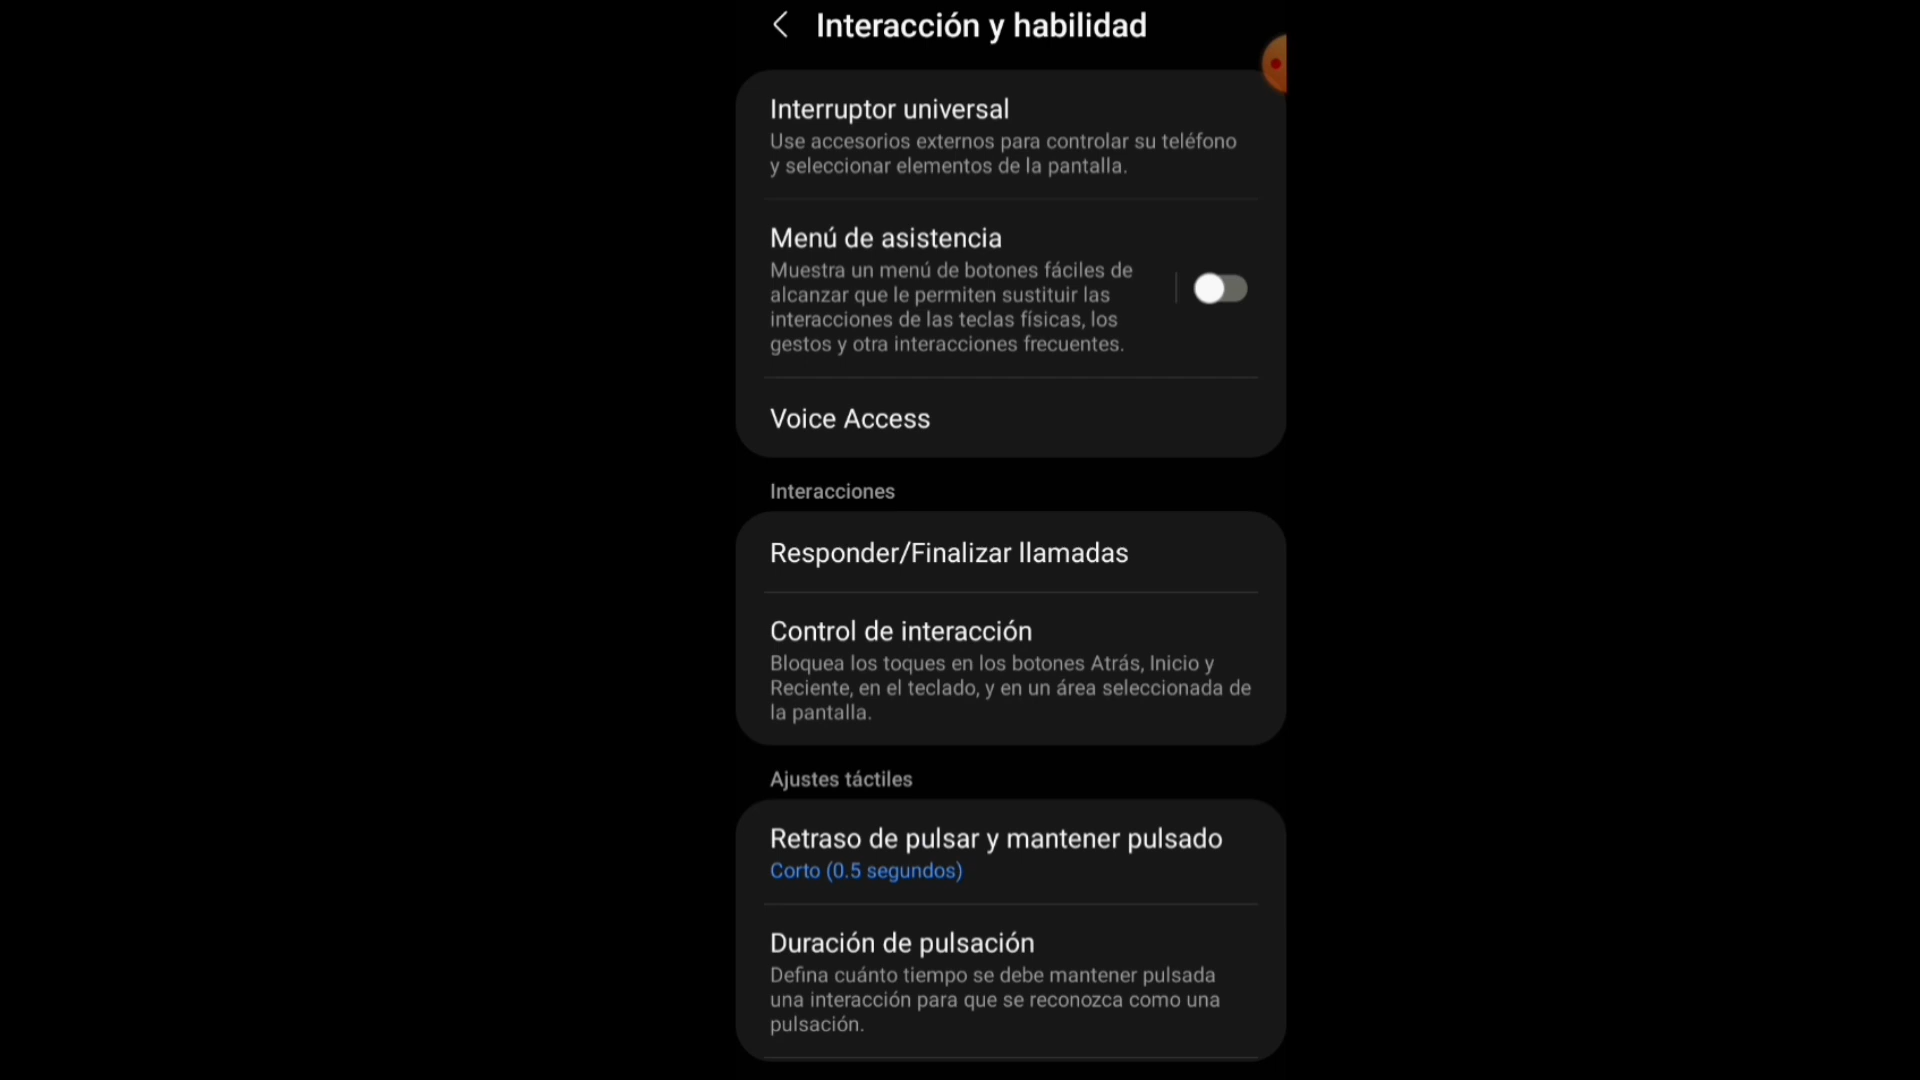 Interacción y habilidad
Interruptor universal
Use accesorios externos para controlar su teléfono
y seleccionar elementos de la pantalla.
Menú de asistencia
Muestra un menú de botones fáciles de
alcanzar que le permiten sustituir las
interacciones de las teclas físicas, los
gestos y otra interacciones frecuentes.
Voice Access
Interacciones
Responder/Finalizar llamadas
Control de interacción
Bloquea los toques en los botones Atrás, Inicio y
Reciente, en el teclado, y en un área seleccionada de
la pantalla.
Ajustes táctiles
Retraso de pulsar y mantener pulsado
Corto (0.5 segundos)
Duración de pulsación
Defina cuánto tiempo se debe mantener pulsada
una interacción para que se reconozca como una
pulsación.